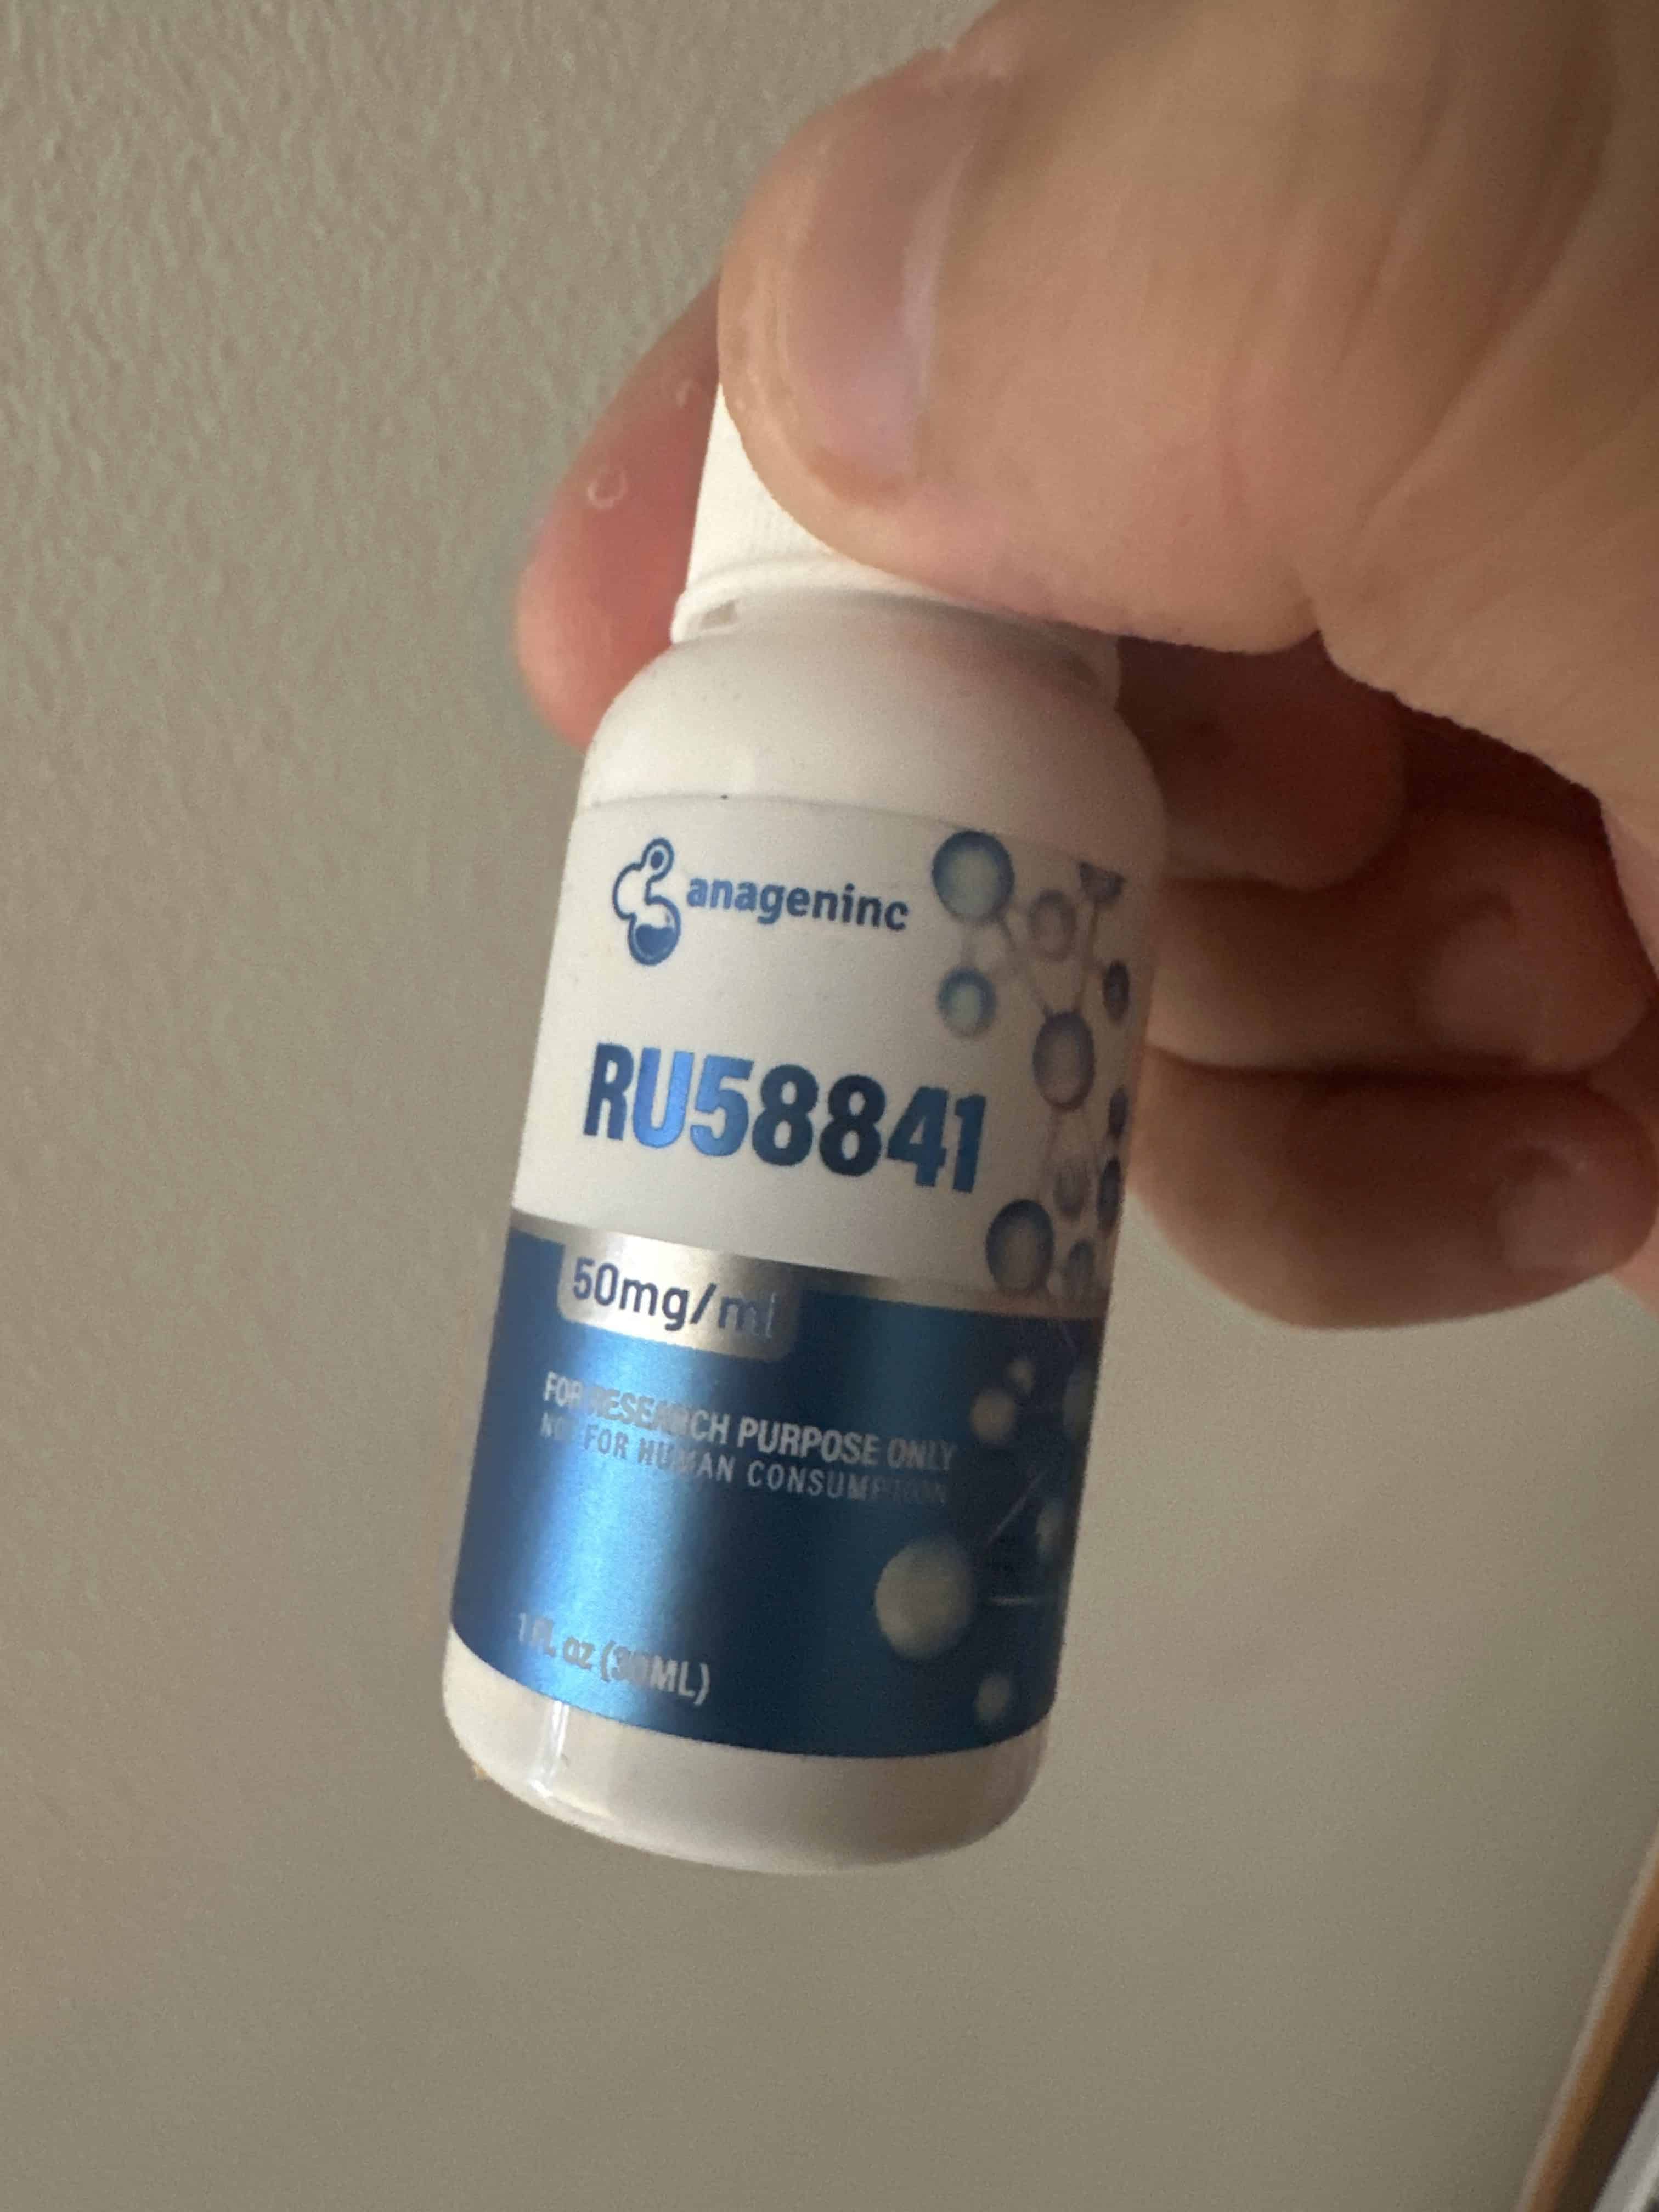 anageninc
RU58841
50mg/ml
FOR RESEARCH PURPOSE ONLY
NOT FOR HUMAN CONSUMPTION
1 FL oz (30ML)